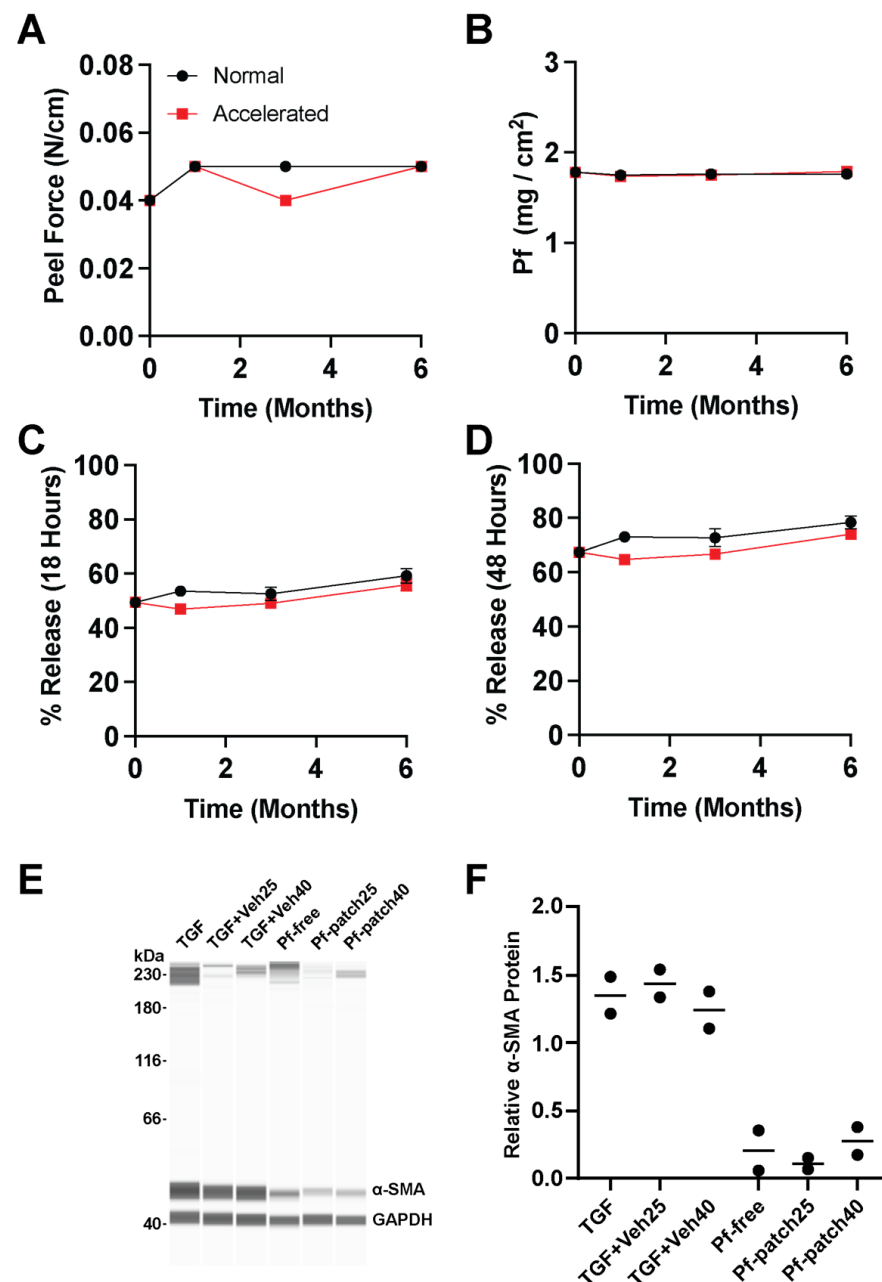 A
Peel Force (N/cm)
0.08
0.06
0.04
0.02
0.00
Normal
Accelerated
0 2 4 6
Time (Months)
B
Pf (mg / cm²)
3
2
1
0
0 2 4 6
Time (Months)
C
% Release (18 Hours)
100
80
60
40
20
0
0 2 4 6
Time (Months)
D
% Release (48 Hours)
100
80
60
40
20
0
0 2 4 6
Time (Months)
E
TGF
TGF+Veh25
TGF+Veh40
Pf-free
Pf-patch25
Pf-patch40
kDa
230-
180-
116-
66-
40-
α-SMA
GAPDH
F
Relative α-SMA Protein
2.0
1.5
1.0
0.5
0.0
TGF
TGF+Veh25
TGF+Veh40
Pf-free
Pf-patch25
Pf-patch40